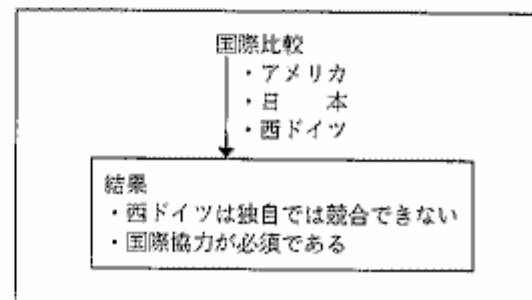 国際比較
・アメリカ
・日　本
・西ドイツ
結果
・西ドイツは独自では競合できない
・国際協力が必須である